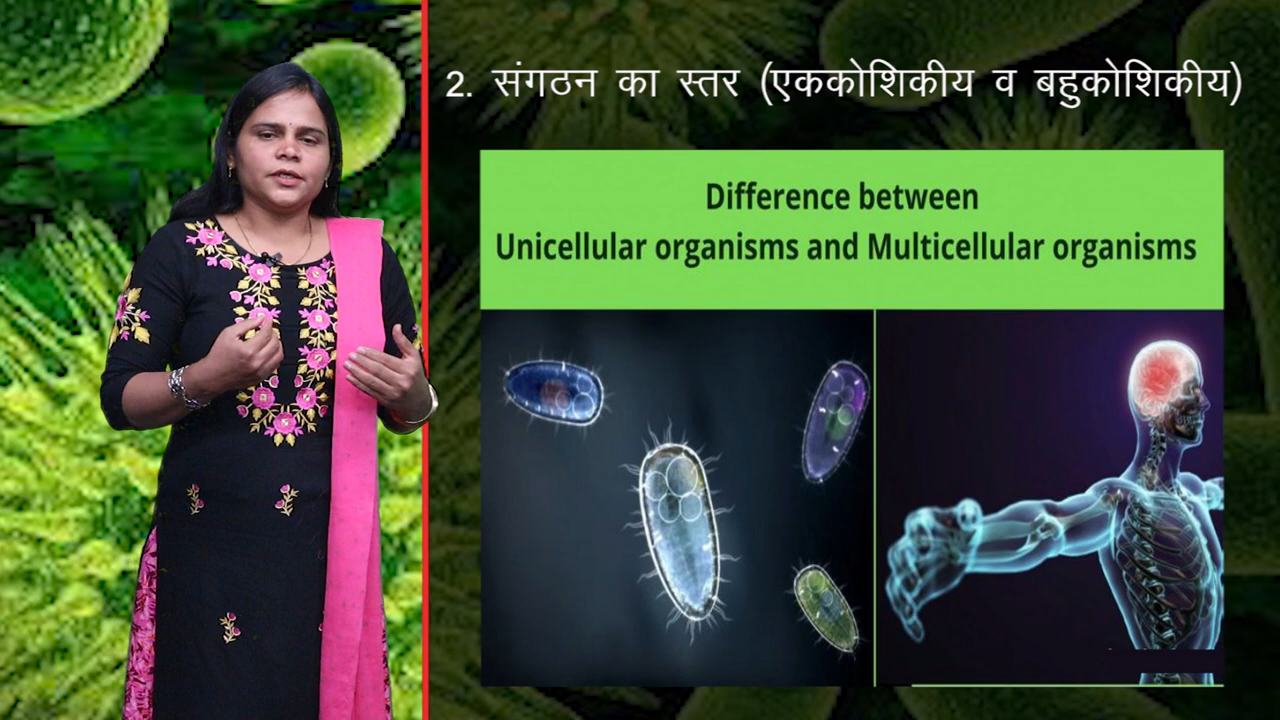 2. संगठन का स्तर (एककोशिकीय व बहुकोशिकीय)
Difference between
Unicellular organisms and Multicellular organisms